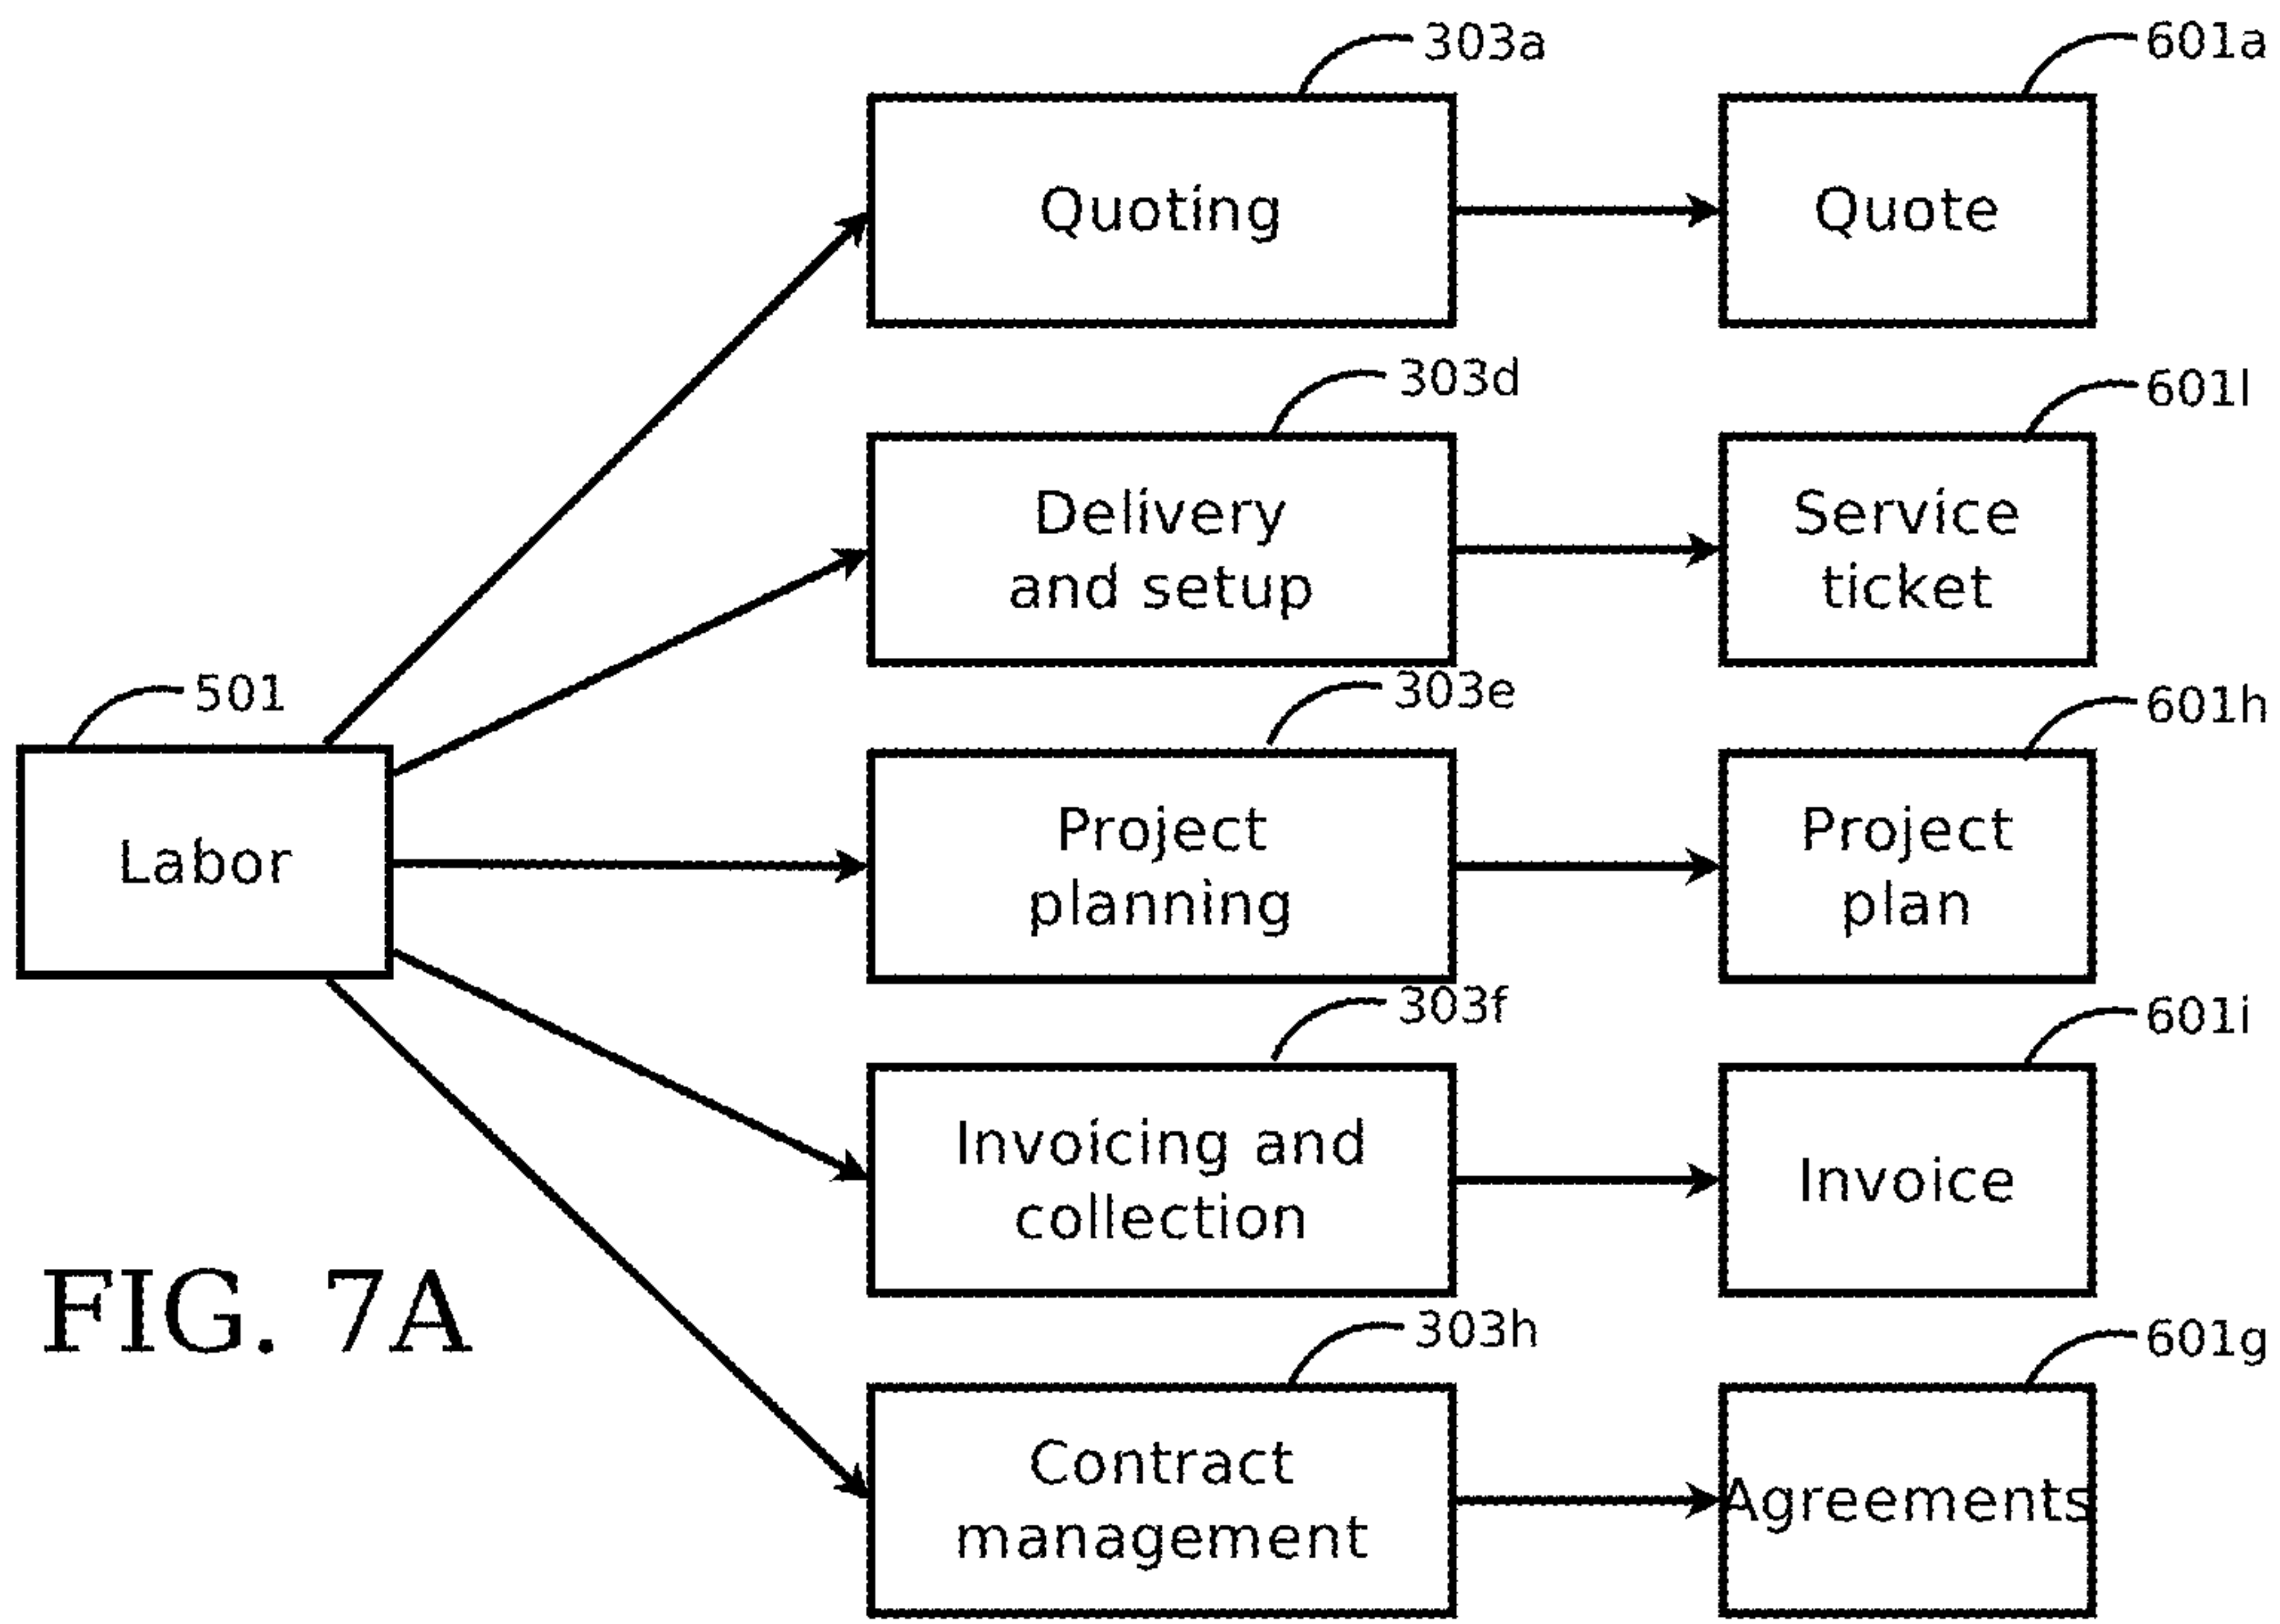 303a
601a
Quoting
Quote
303d
601l
Delivery
and setup
Service
ticket
501
303e
601h
Labor
Project
planning
Project
plan
303f
601i
Invoicing and
collection
Invoice
FIG. 7A
303h
601g
Contract
management
Agreements